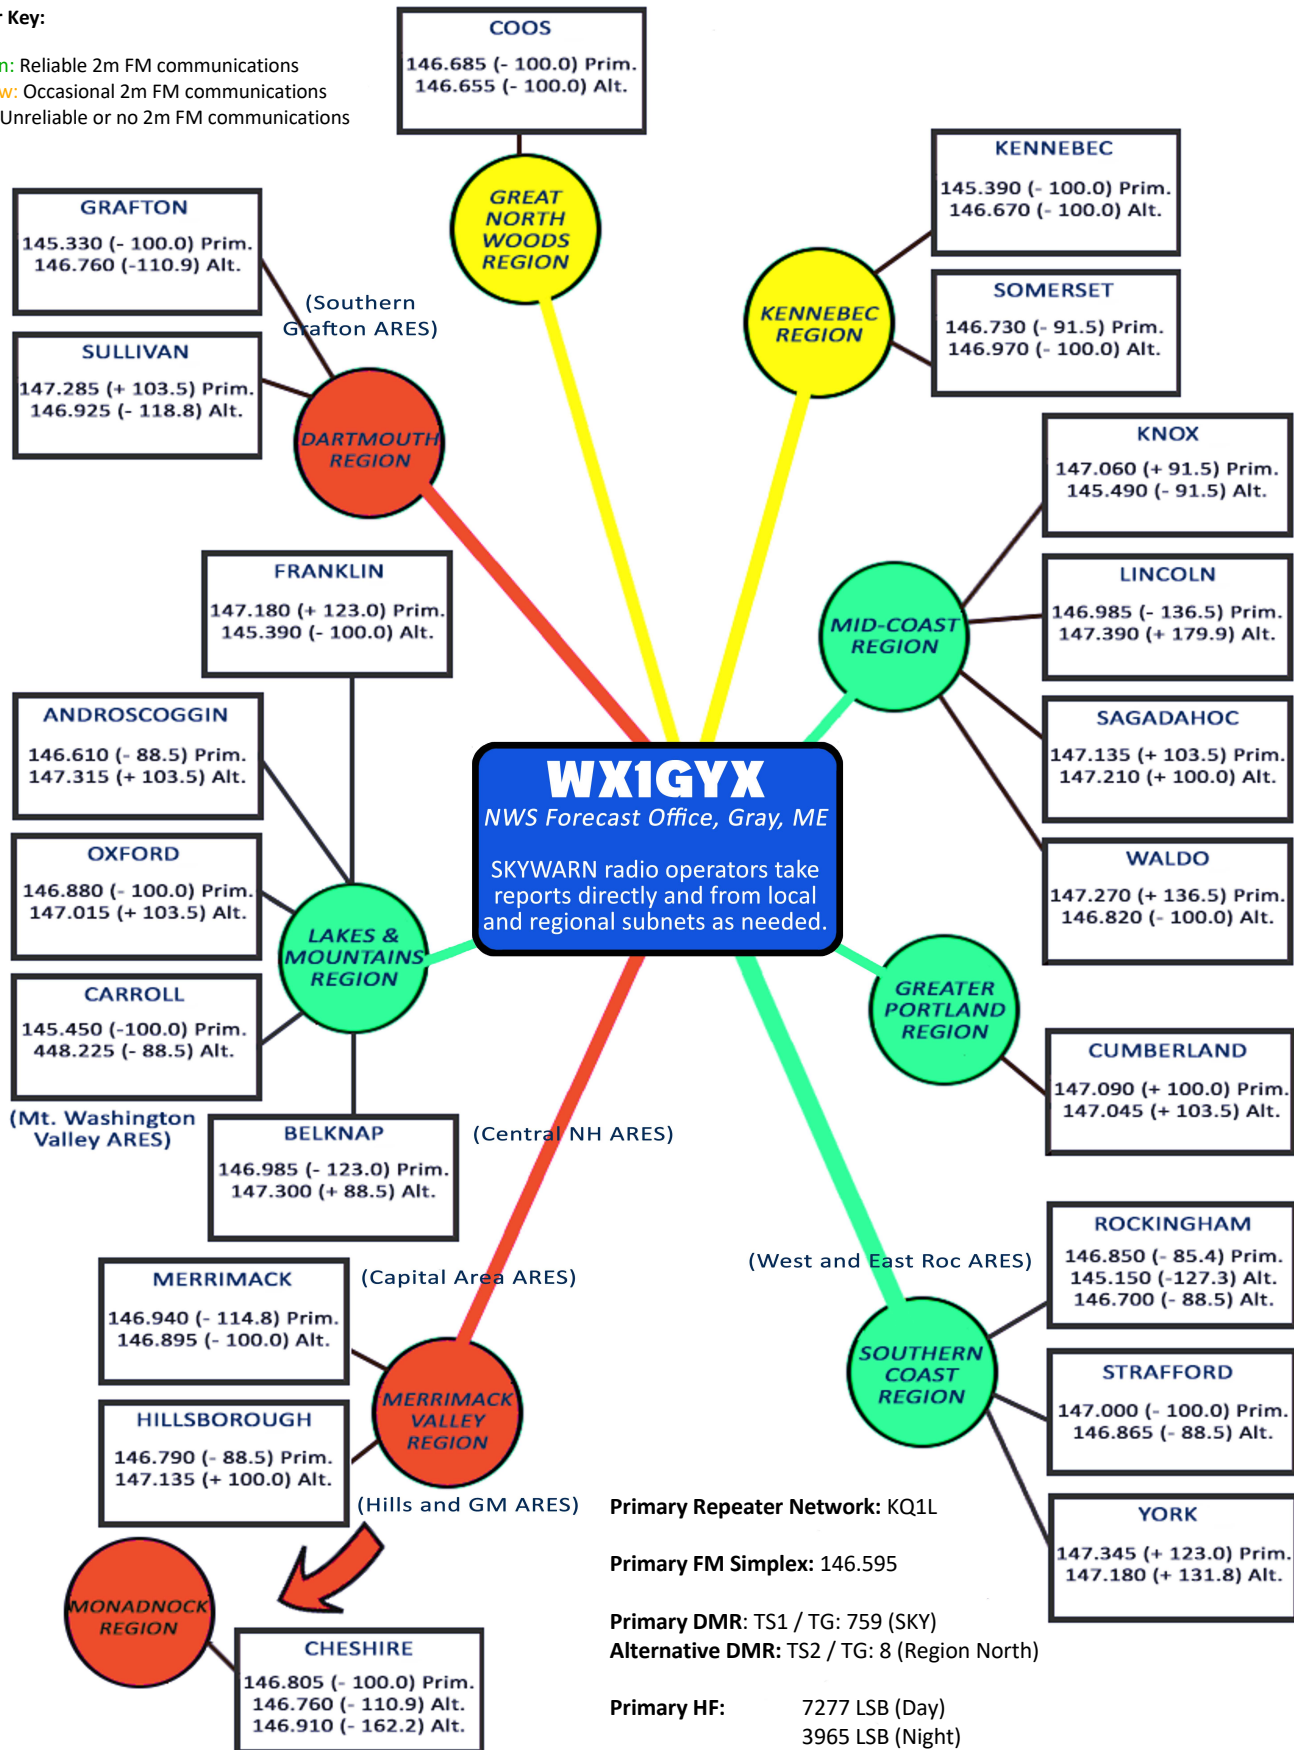 Key:
Reliable 2m FM communications
Occasional 2m FM communications
Unreliable or no 2m FM communications
COOS
146.685 (- 100.0) Prim.
146.655 (- 100.0) Alt.
GREAT
NORTH
WOODS
REGION
KENNEBEC
145.390 (- 100.0) Prim.
146.670 (- 100.0) Alt.
SOMERSET
146.730 (- 91.5) Prim.
146.970 (- 100.0) Alt.
KENNEBEC
REGION
GRAFTON
145.330 (- 100.0) Prim.
146.760 (-110.9) Alt.
(Southern
Grafton ARES)
SULLIVAN
147.285 (+ 103.5) Prim.
146.925 (- 118.8) Alt.
DARTMOUTH
REGION
KNOX
147.060 (+ 91.5) Prim.
145.490 (- 91.5) Alt.
LINCOLN
146.985 (- 136.5) Prim.
147.390 (+ 179.9) Alt.
SAGADAHOC
147.135 (+ 103.5) Prim.
147.210 (+ 100.0) Alt.
WALDO
147.270 (+ 136.5) Prim.
146.820 (- 100.0) Alt.
MID-COAST
REGION
FRANKLIN
147.180 (+ 123.0) Prim.
145.390 (- 100.0) Alt.
ANDROSCOGGIN
146.610 (- 88.5) Prim.
147.315 (+ 103.5) Alt.
OXFORD
146.880 (- 100.0) Prim.
147.015 (+ 103.5) Alt.
CARROLL
145.450 (-100.0) Prim.
448.225 (- 88.5) Alt.
(Mt. Washington
Valley ARES)
LAKES &
MOUNTAINS
REGION
BELKNAP
146.985 (- 123.0) Prim.
147.300 (+ 88.5) Alt.
(Central NH ARES)
WX1GYX
NWS Forecast Office, Gray, ME
SKYWARN radio operators take
reports directly and from local
and regional subnets as needed.
GREATER
PORTLAND
REGION
CUMBERLAND
147.090 (+ 100.0) Prim.
147.045 (+ 103.5) Alt.
(West and East Roc ARES)
ROCKINGHAM
146.850 (- 85.4) Prim.
145.150 (-127.3) Alt.
146.700 (- 88.5) Alt.
STRAFFORD
147.000 (- 100.0) Prim.
146.865 (- 88.5) Alt.
YORK
147.345 (+ 123.0) Prim.
147.180 (+ 131.8) Alt.
SOUTHERN
COAST
REGION
MERRIMACK
146.940 (- 114.8) Prim.
146.895 (- 100.0) Alt.
(Capital Area ARES)
HILLSBOROUGH
146.790 (- 88.5) Prim.
147.135 (+ 100.0) Alt.
(Hills and GM ARES)
MERRIMACK
VALLEY
REGION
MONADNOCK
REGION
CHESHIRE
146.805 (- 100.0) Prim.
146.760 (- 110.9) Alt.
146.910 (- 162.2) Alt.
Primary Repeater Network: KQ1L
Primary FM Simplex: 146.595
Primary DMR: TS1 / TG: 759 (SKY)
Alternative DMR: TS2 / TG: 8 (Region North)
Primary HF: 7277 LSB (Day)
3965 LSB (Night)